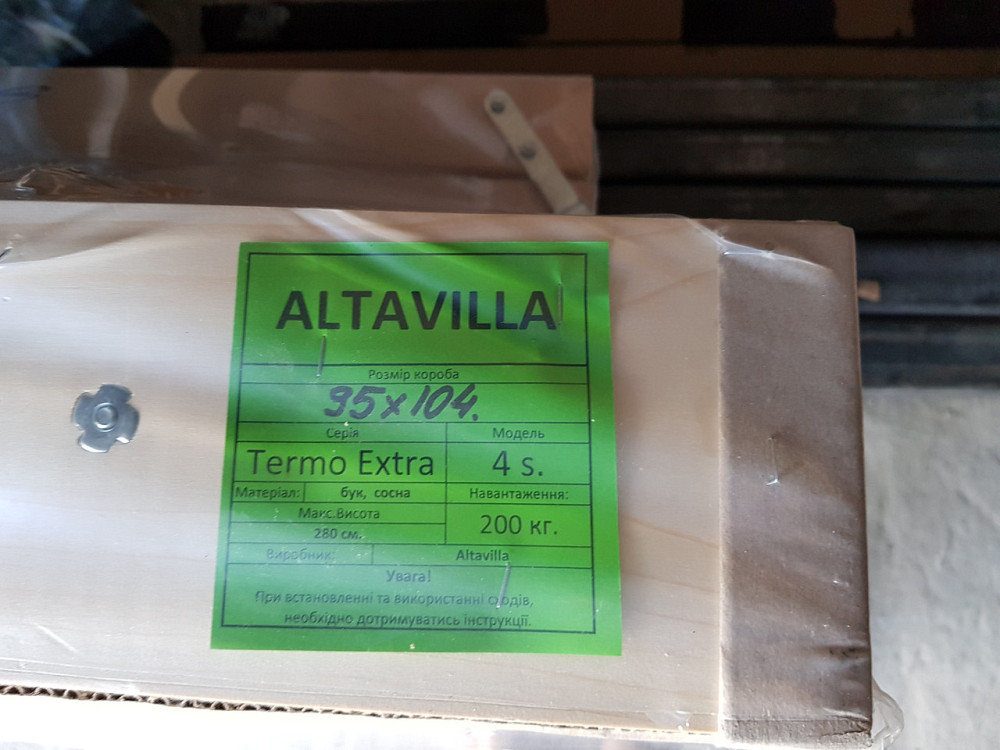 ALTAVILLA
Розмір короба
95x104.
Серія Модель
Termo Extra 4 s.
Матеріал: бук, сосна Навантаження:
Макс.Висота 200 кг.
280 см.
Виробник: Altavilla
Увага!
При встановленні та використанні сходів,
необхідно дотримуватись інструкції.